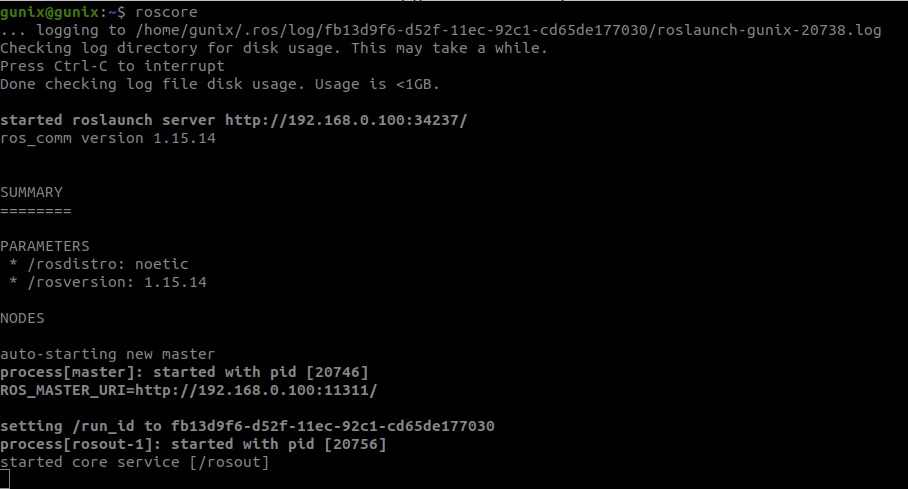 gunix@gunix:~$ roscore
... logging to /home/gunix/.ros/log/fb13d9f6-d52f-11ec-92c1-cd65de177030/roslaunch-gunix-20738.log
Checking log directory for disk usage. This may take a while.
Press Ctrl-C to interrupt
Done checking log file disk usage. Usage is <1GB.
started roslaunch server http://192.168.0.100:34237/
ros_comm version 1.15.14
SUMMARY
========
PARAMETERS
* /rosdistro: noetic
* /rosversion: 1.15.14
NODES
auto-starting new master
process[master]: started with pid [20746]
ROS_MASTER_URI=http://192.168.0.100:11311/
setting /run_id to fb13d9f6-d52f-11ec-92c1-cd65de177030
process[rosout-1]: started with pid [20756]
started core service [/rosout]